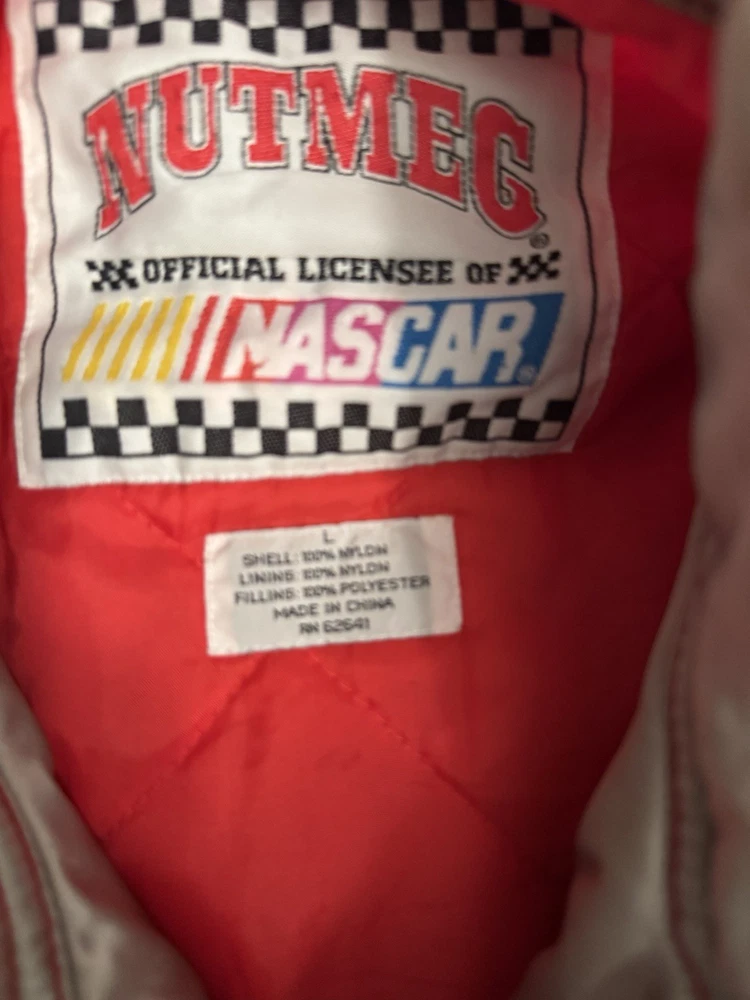 NUTMEG®
OFFICIAL LICENSEE OF
NASCAR®
L
SHELL: 100% NYLON
LINING: 100% NYLON
FILLING: 100% POLYESTER
MADE IN CHINA
RN 62641